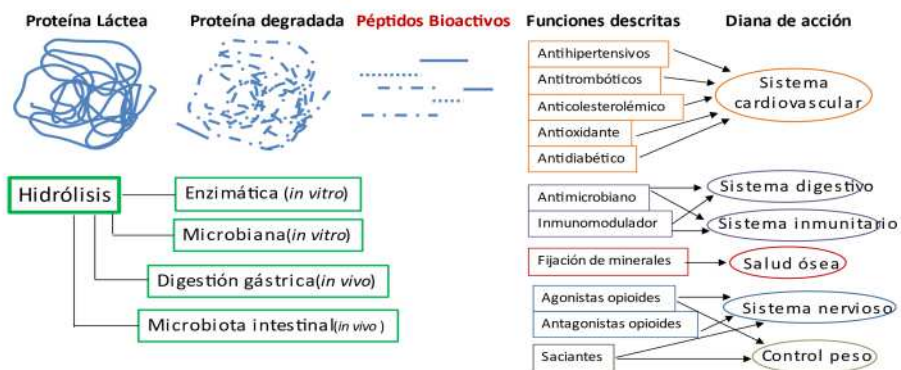 Proteína Láctea
Proteína degradada
Péptidos Bioactivos
Funciones descritas
Diana de acción
Antihipertensivos
Antitrombóticos
Anticolesterolémico
Antioxidante
Antidiabético
Sistema
cardiovascular
Hidrólisis
Enzimática (in vitro)
Microbiana(in vitro)
Digestión gástrica(in vivo)
Microbiota intestinal(in vivo )
Antimicrobiano
Inmunomodulador
Sistema digestivo
Sistema inmunitario
Fijación de minerales
Salud ósea
Agonistas opioides
Antagonistas opioides
Saciantes
Sistema nervioso
Control peso